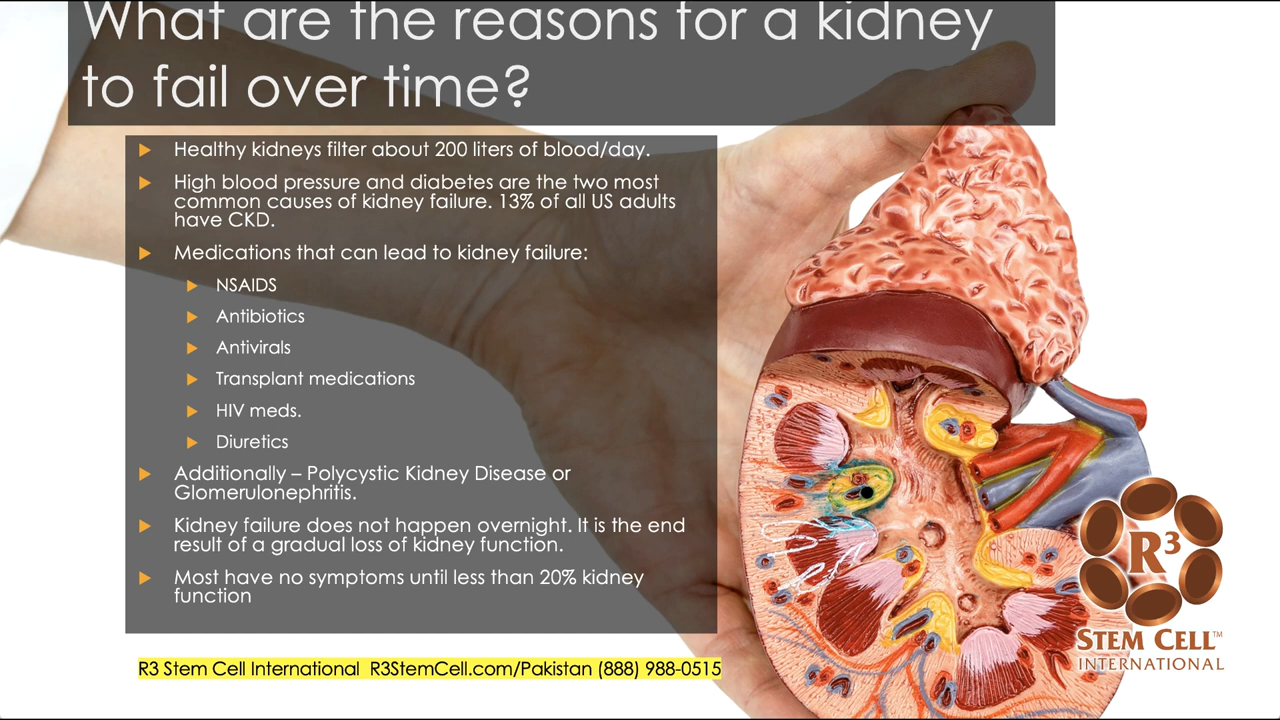 What are the reasons for a kidney
to fail over time?
Healthy kidneys filter about 200 liters of blood/day.
High blood pressure and diabetes are the two most
common causes of kidney failure. 13% of all US adults
have CKD.
Medications that can lead to kidney failure:
NSAIDS
Antibiotics
Antivirals
Transplant medications
HIV meds.
Diuretics
Additionally – Polycystic Kidney Disease or
Glomerulonephritis.
Kidney failure does not happen overnight. It is the end
result of a gradual loss of kidney function.
Most have no symptoms until less than 20% kidney
function
R3 Stem Cell International R3StemCell.com/Pakistan (888) 988-0515
R³
STEM CELL™
INTERNATIONAL